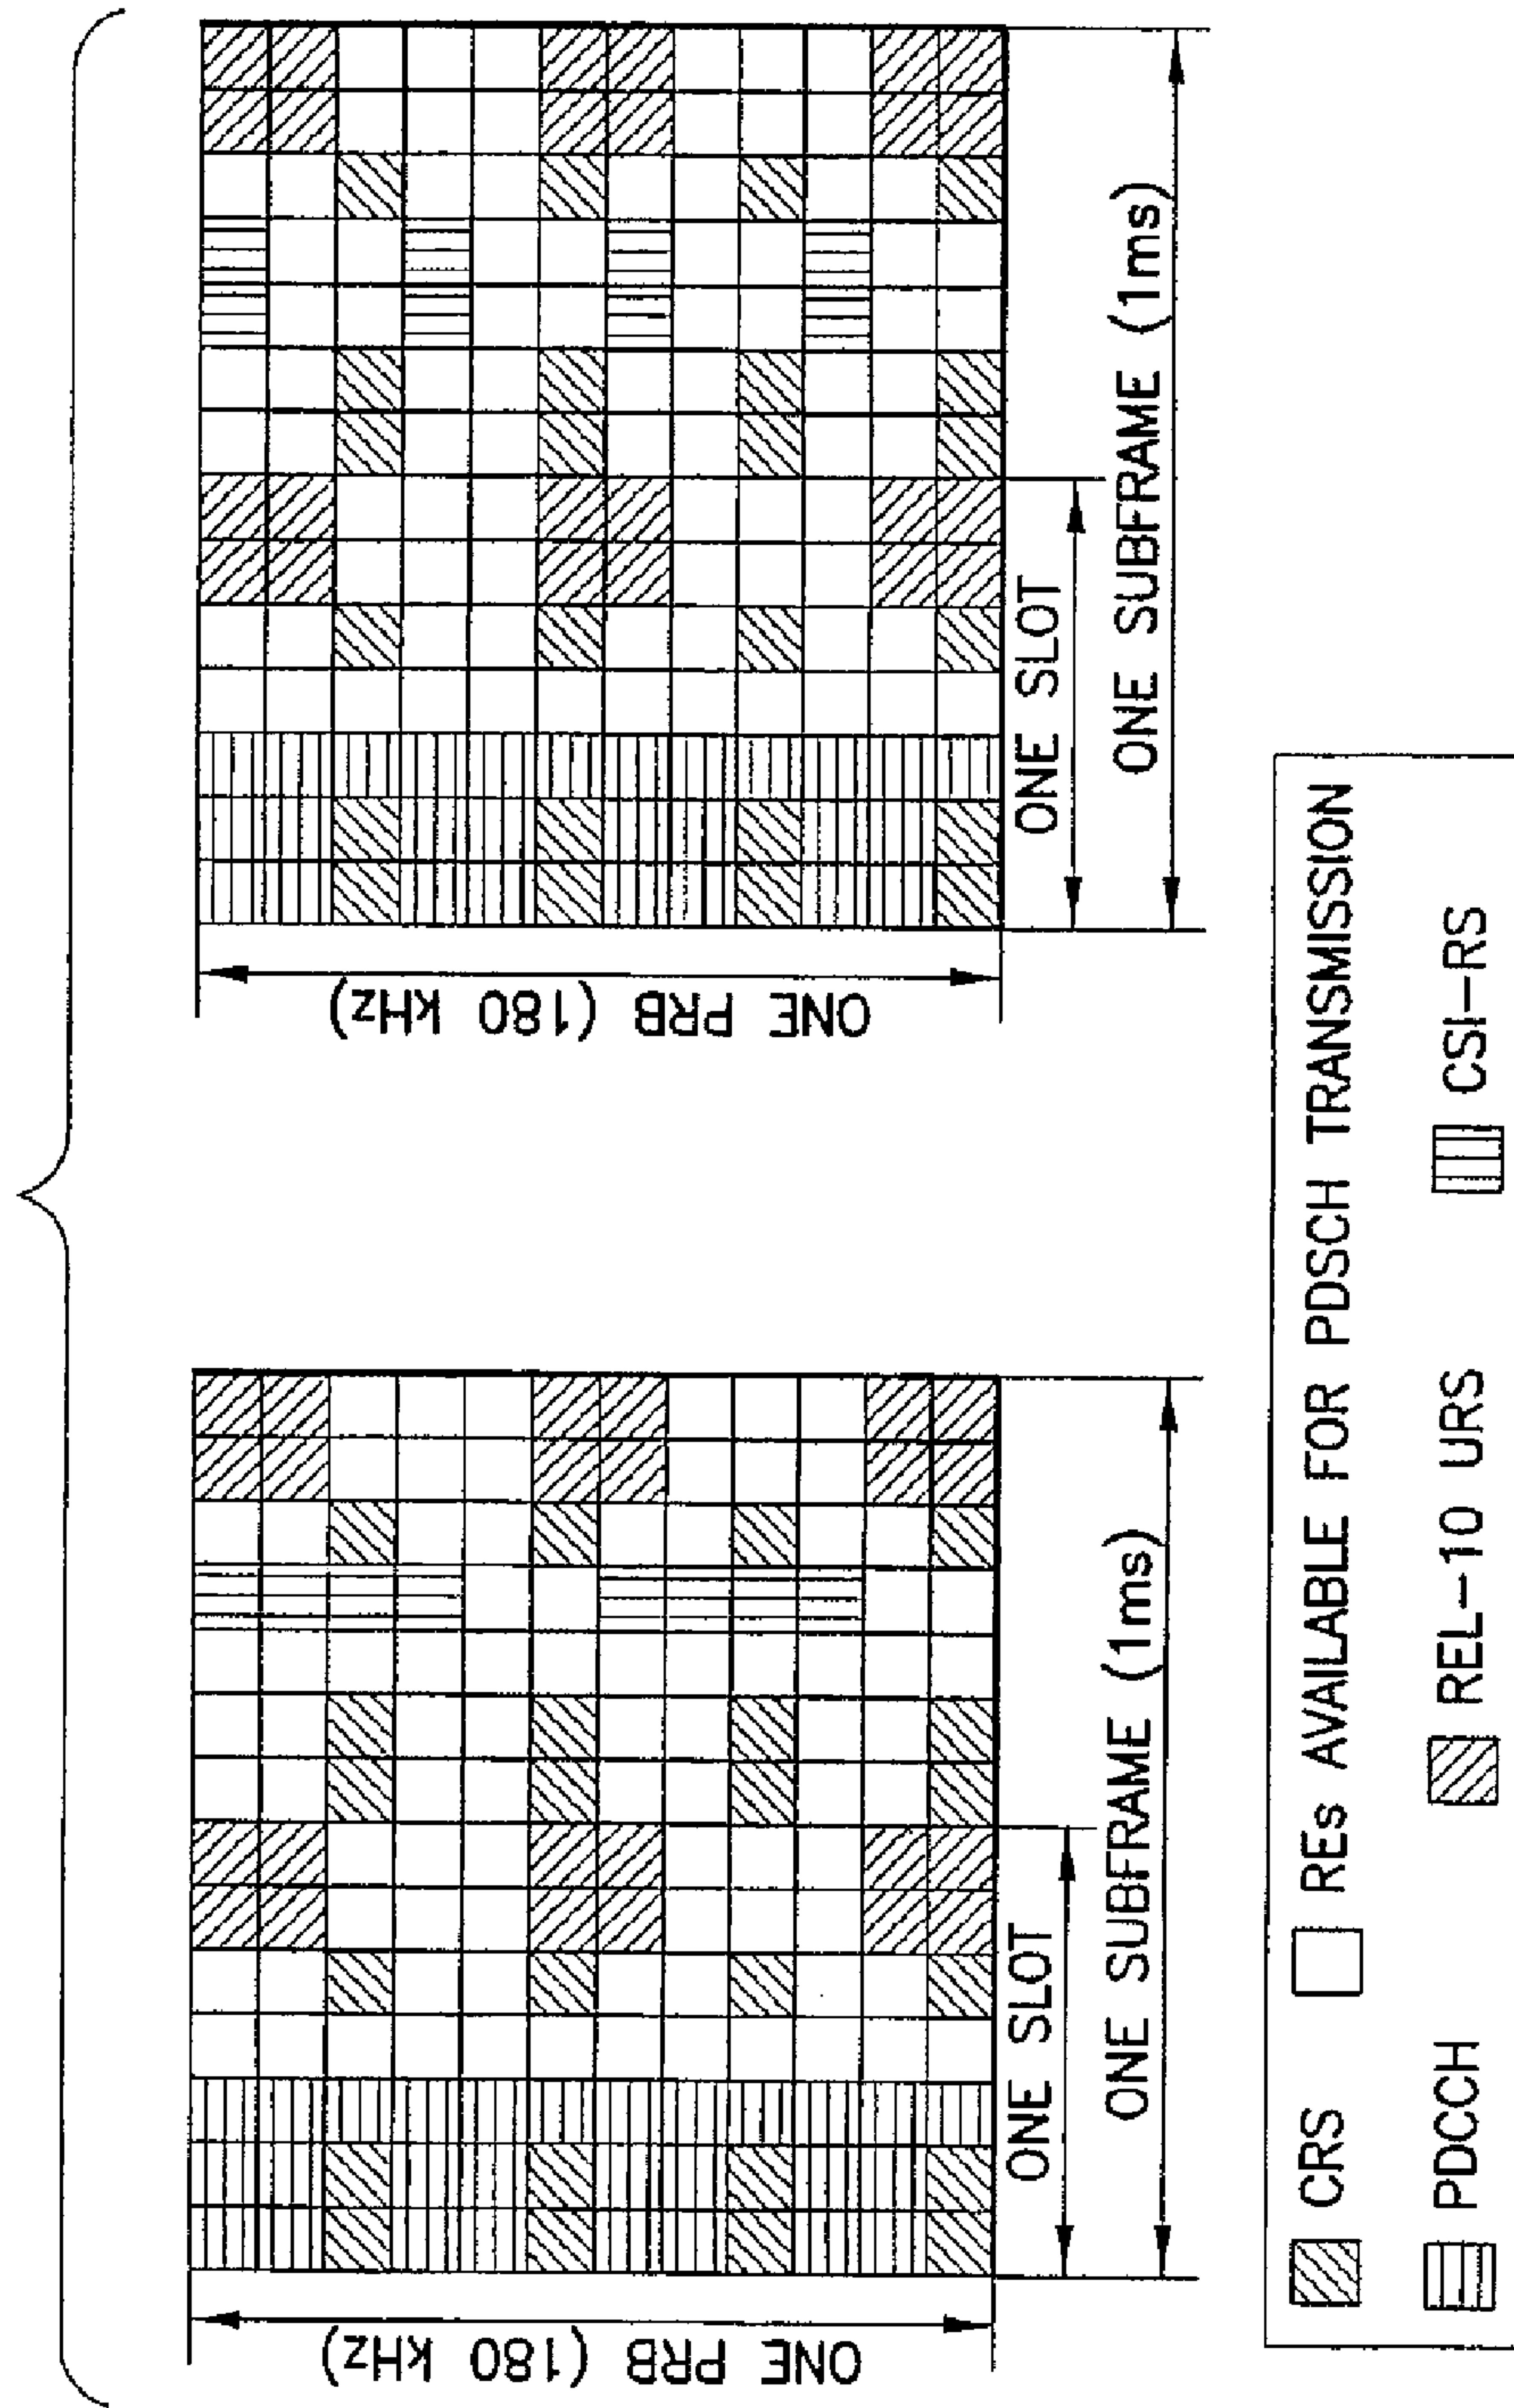 ONE PRB (180 kHz)
ONE SLOT
ONE SUBFRAME (1ms)
ONE PRB (180 kHz)
ONE SLOT
ONE SUBFRAME (1ms)
CRS
REs AVAILABLE FOR PDSCH TRANSMISSION
PDCCH
REL-10 URS
CSI-RS